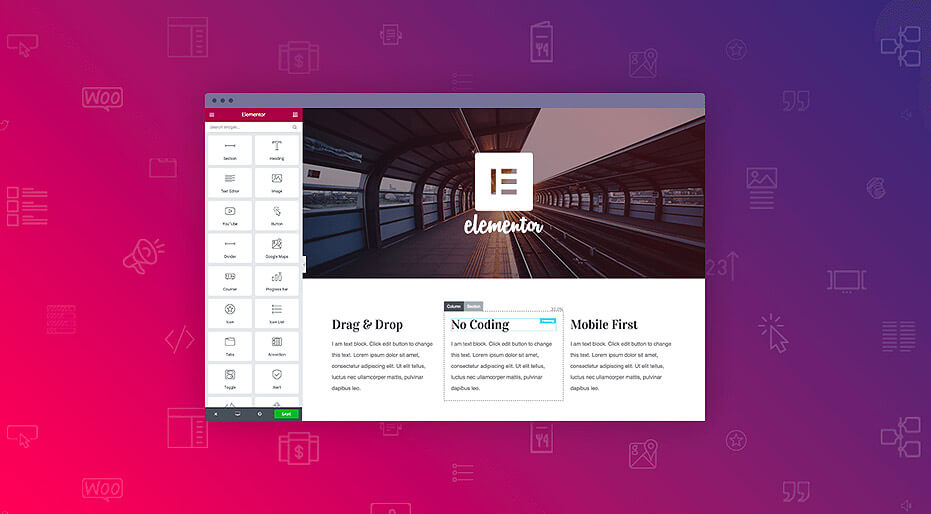 WOO
Elementor
Search widget...
Section
Heading
Text Editor
Image
YouTube
Button
Divider
Google Maps
Counter
Progress Bar
Icon
Icon List
Tabs
Accordion
Toggle
Alert
SAVE
E
elementor
23
Column
Section
Drag & Drop
I am text block. Click edit button to change
this text. Lorem ipsum dolor sit amet,
consectetur adipiscing elit. Ut elit tellus,
luctus nec ullamcorper mattis, pulvinar
dapibus leo.
No Coding
I am text block. Click edit button to change
this text. Lorem ipsum dolor sit amet,
consectetur adipiscing elit. Ut elit tellus,
luctus nec ullamcorper mattis, pulvinar
dapibus leo.
Mobile First
I am text block. Click edit button to change
this text. Lorem ipsum dolor sit amet,
consectetur adipiscing elit. Ut elit tellus,
luctus nec ullamcorper mattis, pulvinar
dapibus leo.
WOO